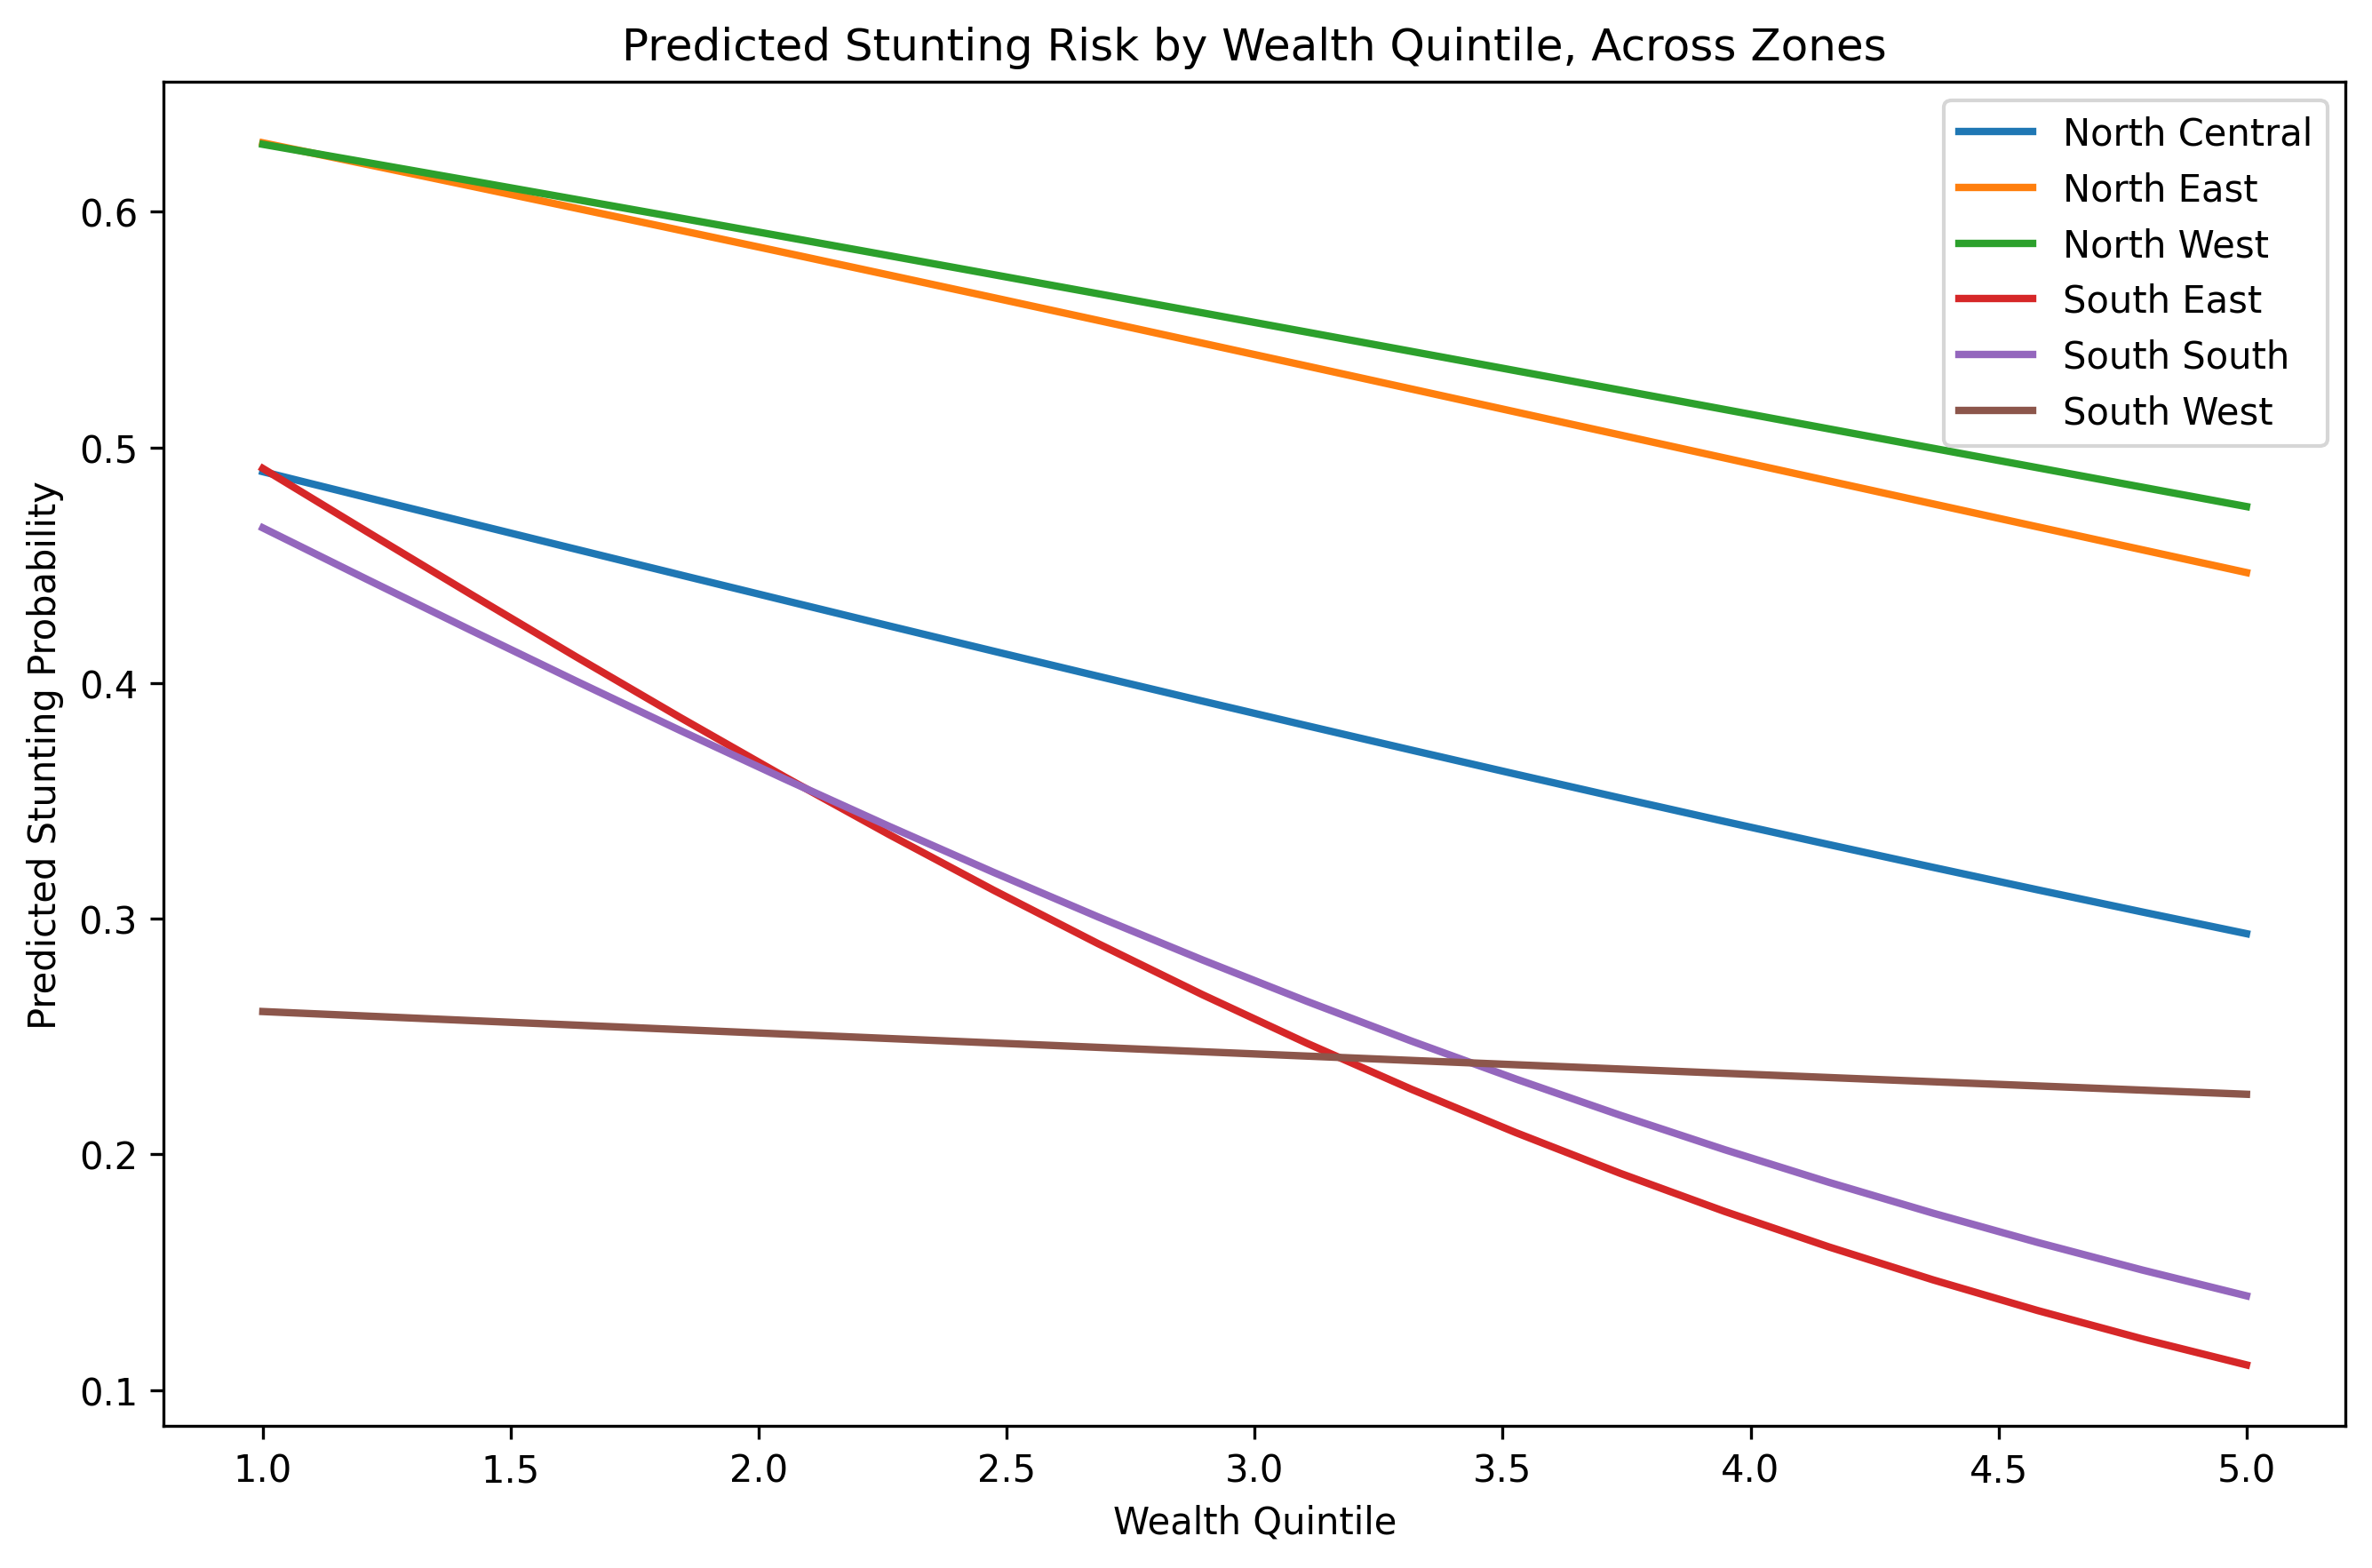 Predicted Stunting Risk by Wealth Quintile, Across Zones
North Central
North East
North West
South East
South South
South West
Predicted Stunting Probability
0.6
0.5
0.4
0.3
0.2
0.1
1.0 1.5 2.0 2.5 3.0 3.5 4.0 4.5 5.0
Wealth Quintile